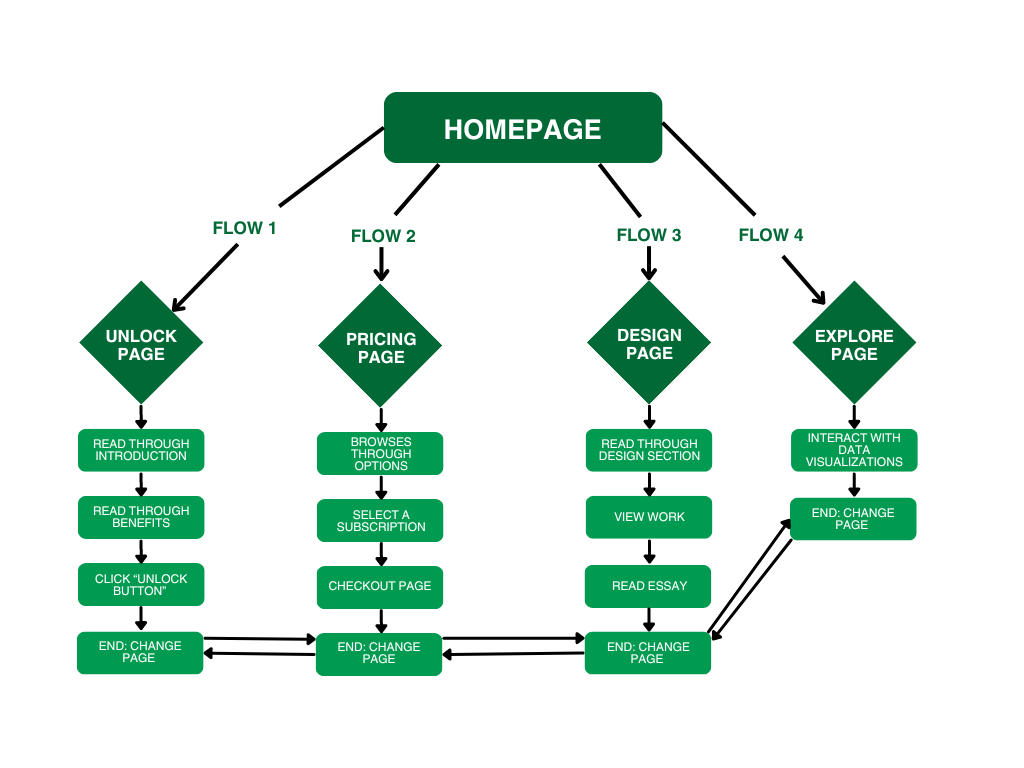 HOMEPAGE
FLOW 1
FLOW 2
FLOW 3
FLOW 4
UNLOCK
PAGE
PRICING
PAGE
DESIGN
PAGE
EXPLORE
PAGE
READ THROUGH
INTRODUCTION
READ THROUGH
BENEFITS
CLICK “UNLOCK
BUTTON”
END: CHANGE
PAGE
BROWSES
THROUGH
OPTIONS
SELECT A
SUBSCRIPTION
CHECKOUT PAGE
END: CHANGE
PAGE
READ THROUGH
DESIGN SECTION
VIEW WORK
READ ESSAY
END: CHANGE
PAGE
INTERACT WITH
DATA
VISUALIZATIONS
END: CHANGE
PAGE